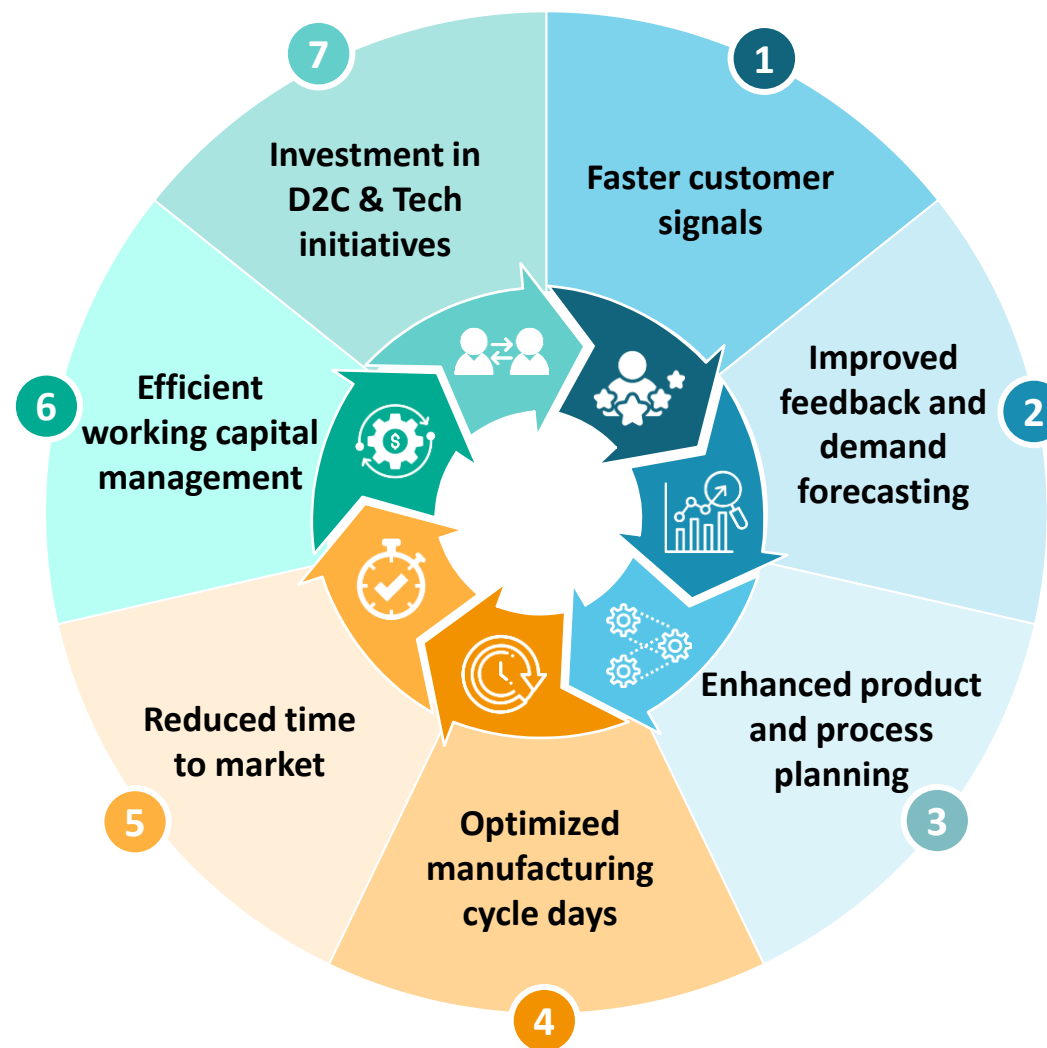 1
Faster customer
signals
2
Improved
feedback and
demand
forecasting
3
Enhanced product
and process
planning
4
Optimized
manufacturing
cycle days
5
Reduced time
to market
6
Efficient
working capital
management
7
Investment in
D2C & Tech
initiatives
$